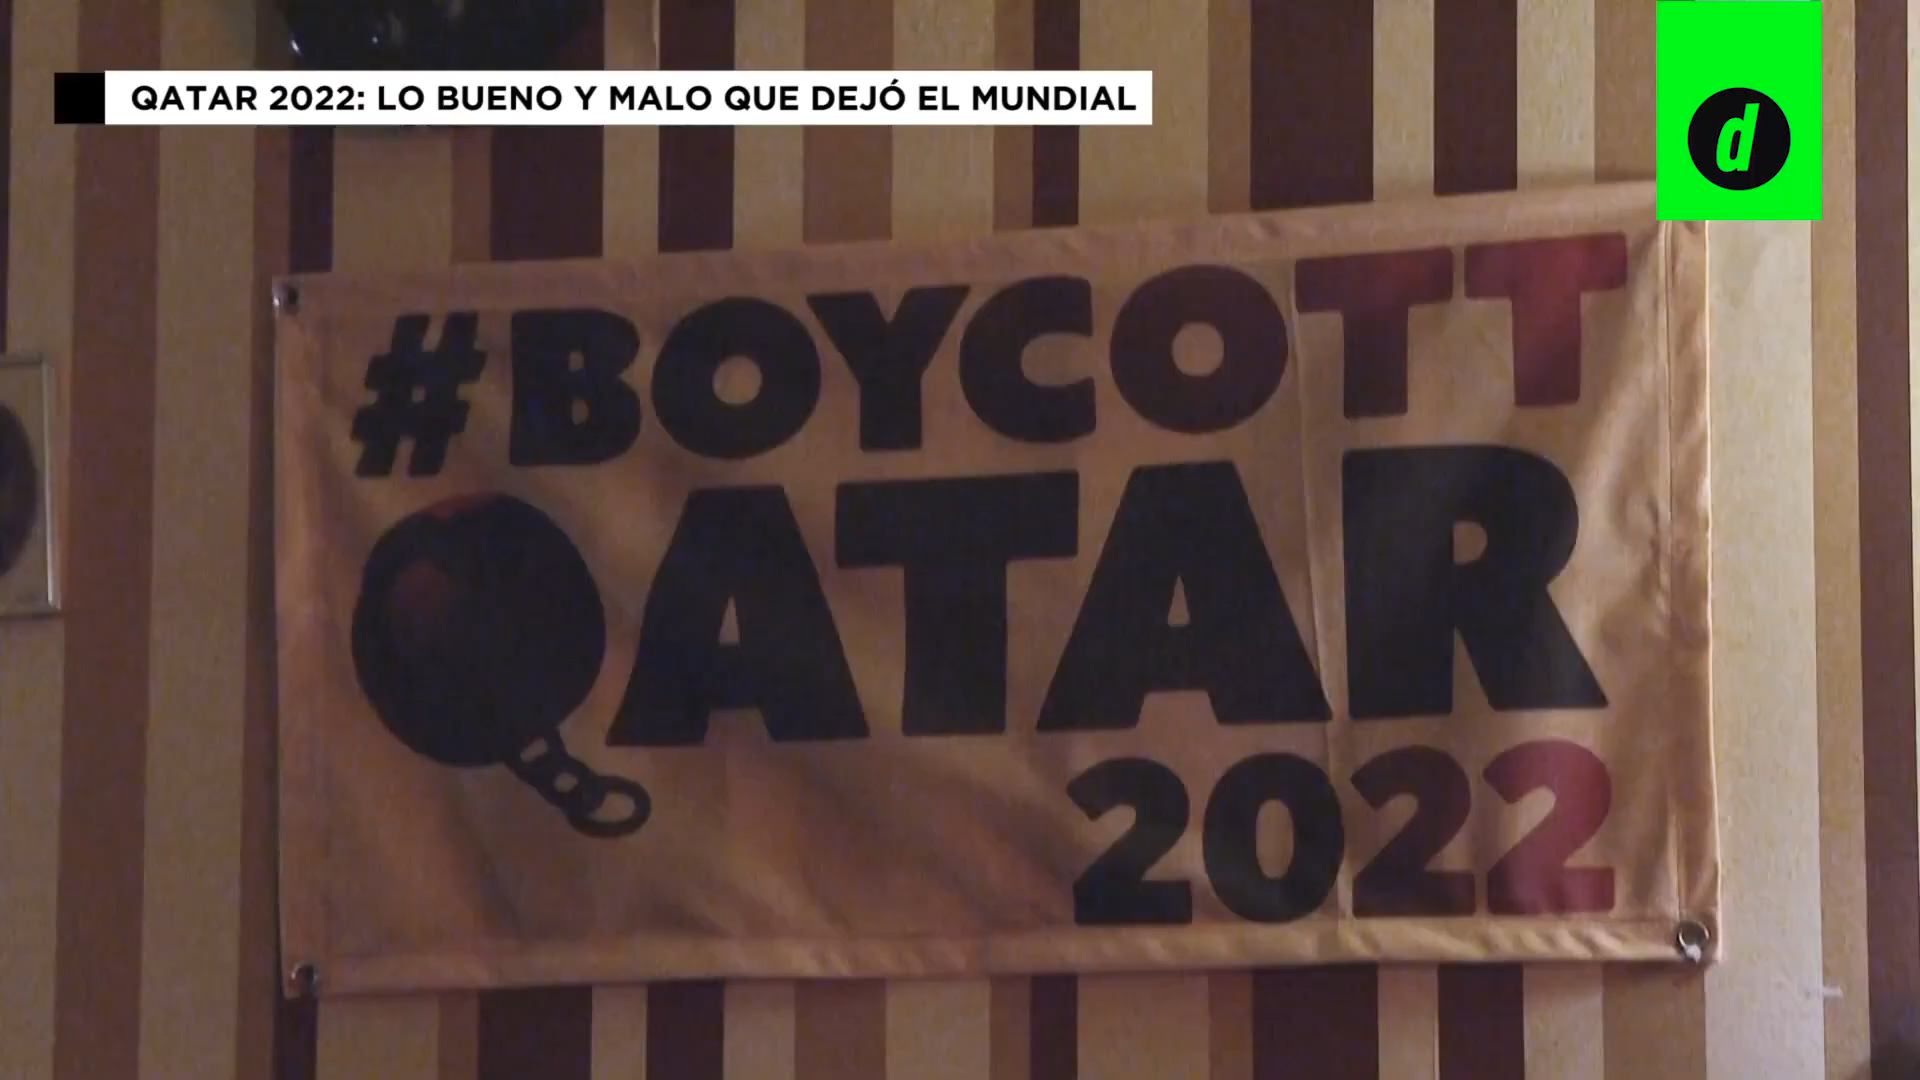 QATAR 2022: LO BUENO Y MALO QUE DEJÓ EL MUNDIAL
d
#BOYCOTT
QATAR
2022